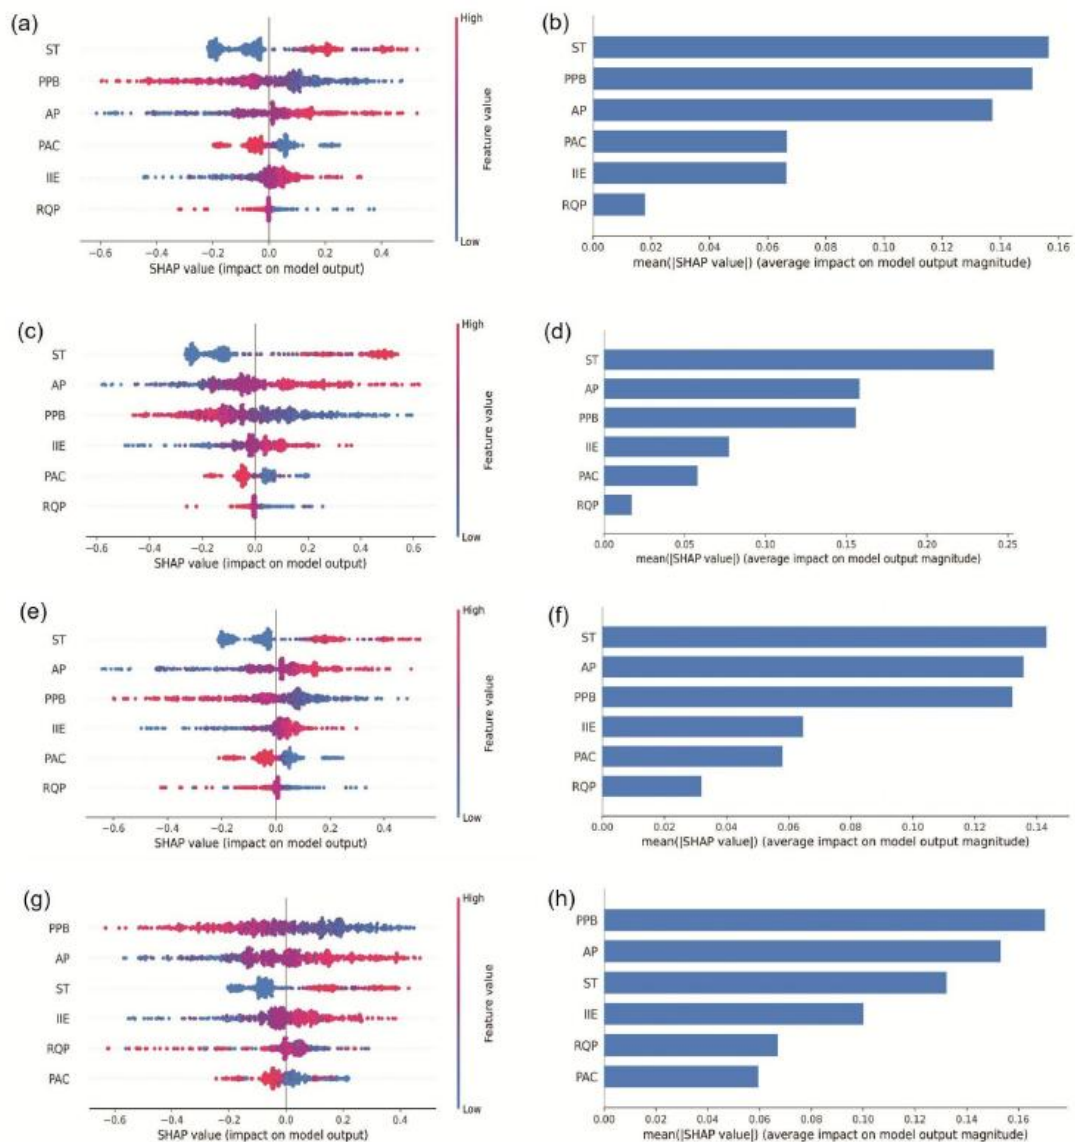 (a)
High
ST
PPB
AP
PAC
IIE
RQP
Feature value
Low
−0.6 −0.4 −0.2 0.0 0.2 0.4
SHAP value (impact on model output)
(b)
ST
PPB
AP
PAC
IIE
RQP
0.00 0.02 0.04 0.06 0.08 0.10 0.12 0.14 0.16
mean(|SHAP value|) (average impact on model output magnitude)
(c)
High
ST
AP
PPB
IIE
PAC
RQP
Feature value
Low
−0.6 −0.4 −0.2 0.0 0.2 0.4 0.6
SHAP value (impact on model output)
(d)
ST
AP
PPB
IIE
PAC
RQP
0.00 0.05 0.10 0.15 0.20 0.25
mean(|SHAP value|) (average impact on model output magnitude)
(e)
High
ST
AP
PPB
IIE
PAC
RQP
Feature value
Low
−0.6 −0.4 −0.2 0.0 0.2 0.4
SHAP value (impact on model output)
(f)
ST
AP
PPB
IIE
PAC
RQP
0.00 0.02 0.04 0.06 0.08 0.10 0.12 0.14
mean(|SHAP value|) (average impact on model output magnitude)
(g)
High
PPB
AP
ST
IIE
RQP
PAC
Feature value
Low
−0.6 −0.4 −0.2 0.0 0.2 0.4
SHAP value (impact on model output)
(h)
PPB
AP
ST
IIE
RQP
PAC
0.00 0.02 0.04 0.06 0.08 0.10 0.12 0.14 0.16
mean(|SHAP value|) (average impact on model output magnitude)